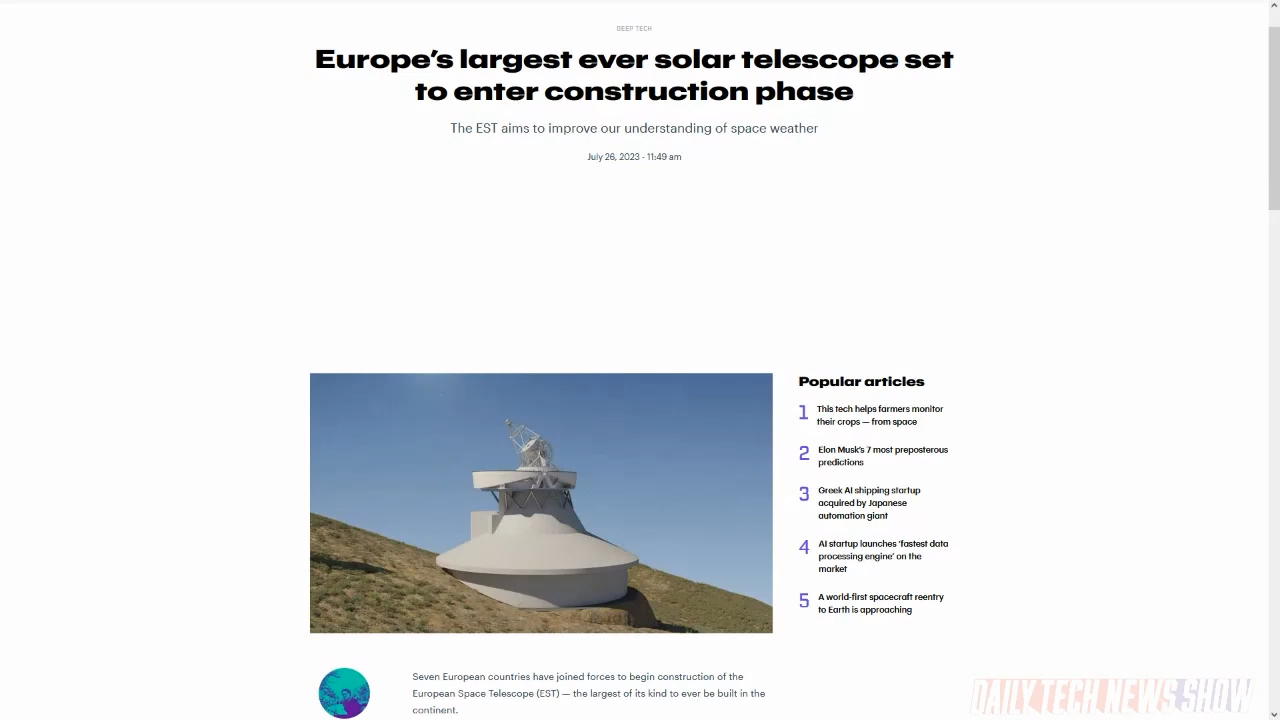 DEEP TECH
Europe’s largest ever solar telescope set
to enter construction phase
The EST aims to improve our understanding of space weather
July 26, 2023 - 11:49 am
Popular articles
1 This tech helps farmers monitor
their crops — from space
2 Elon Musk’s 7 most preposterous
predictions
3 Greek AI shipping startup
acquired by Japanese
automation giant
4 AI startup launches ‘fastest data
processing engine’ on the
market
5 A world-first spacecraft reentry
to Earth is approaching
Seven European countries have joined forces to begin construction of the
European Space Telescope (EST) — the largest of its kind to ever be built in the
continent.
DAILY TECH NEWS SHOW